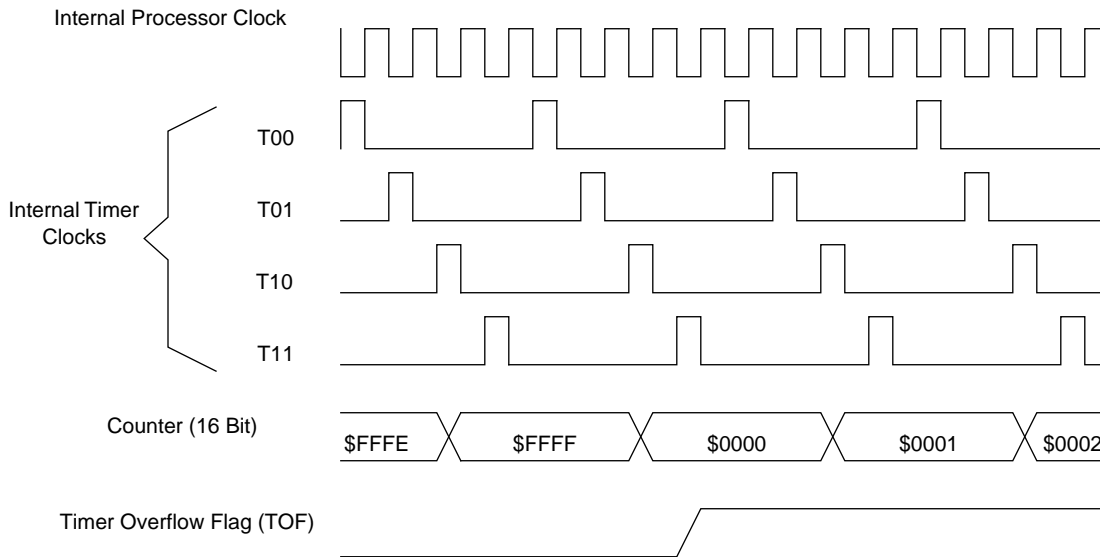 Internal Processor Clock
T00
T01
Internal Timer
Clocks
T10
T11
Counter (16 Bit)
$FFFE
$FFFF
$0000
$0001
$0002
Timer Overflow Flag (TOF)